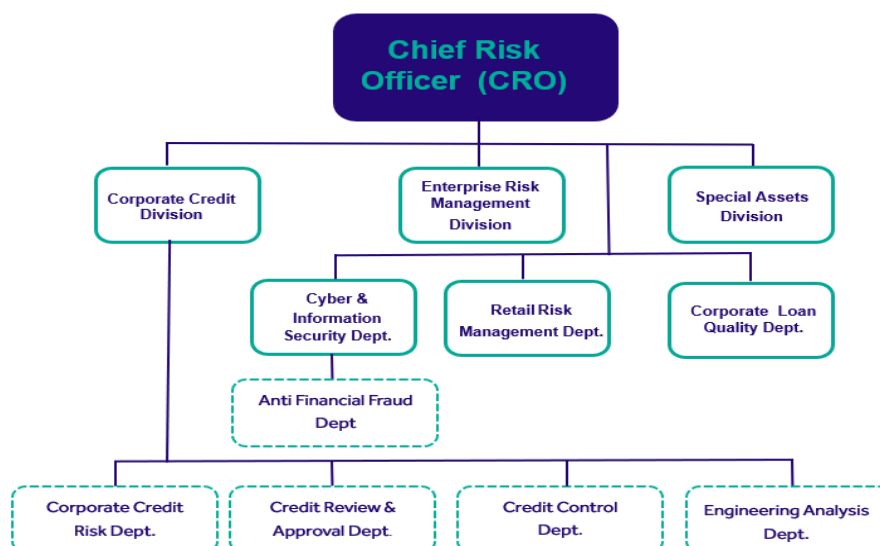 Chief Risk
Officer (CRO)
Corporate Credit
Division
Enterprise Risk
Management
Division
Special Assets
Division
Cyber &
Information
Security Dept.
Retail Risk
Management Dept.
Corporate Loan
Quality Dept.
Anti Financial Fraud
Dept
Corporate Credit
Risk Dept.
Credit Review &
Approval Dept.
Credit Control
Dept.
Engineering Analysis
Dept.